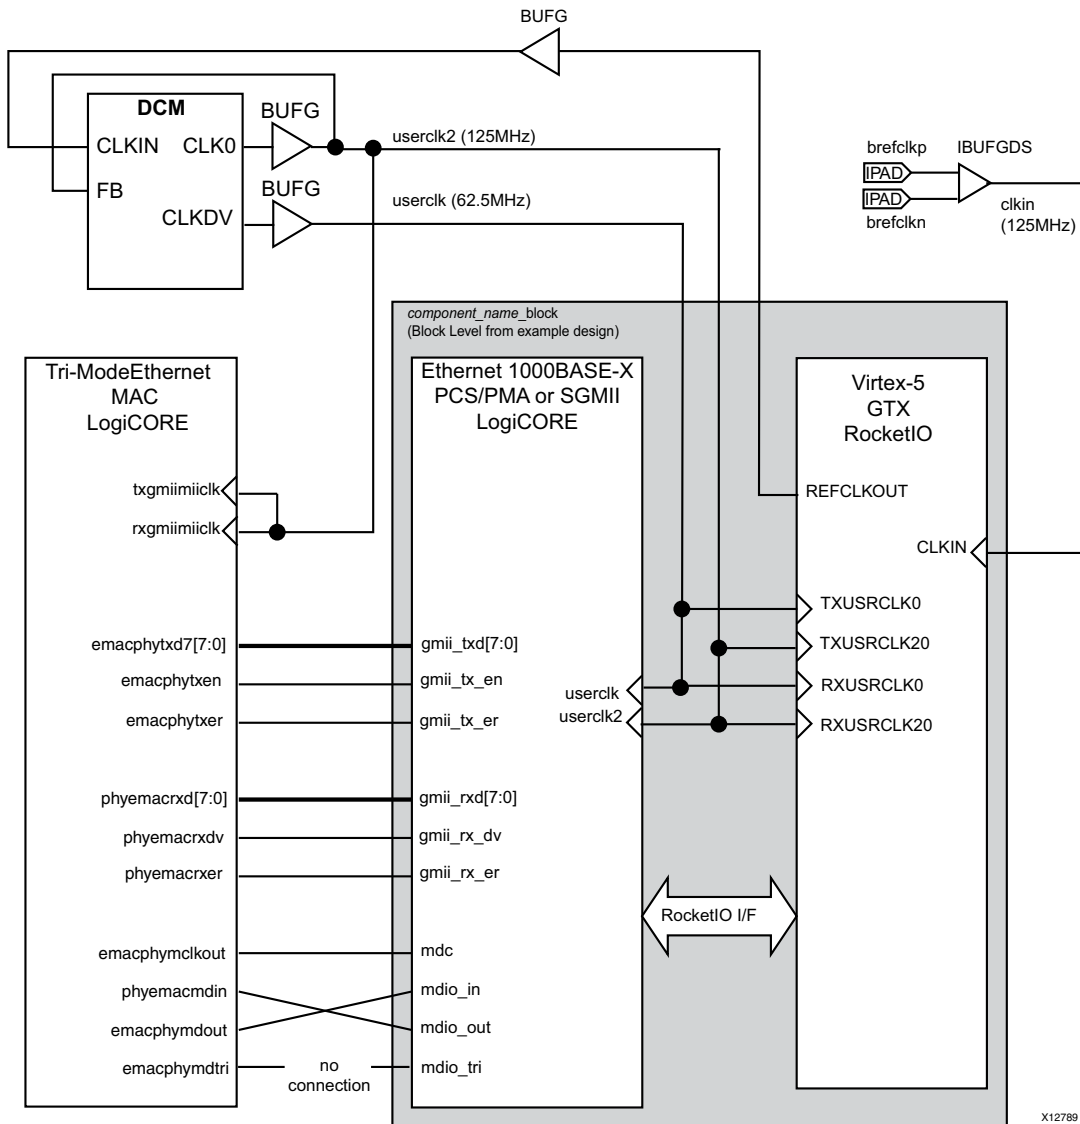 BUFG
DCM
CLKIN
CLK0
FB
CLKDV
BUFG
BUFG
userclk2 (125MHz)
userclk (62.5MHz)
brefclkp
IBUFGDS
IPAD
IPAD
brefclkn
clkin
(125MHz)
component_name_block
(Block Level from example design)
Tri-ModeEthernet
MAC
LogiCORE
txgmiimiiclk
rxgmiimiiclk
emacphytxd7[7:0]
emacphytxen
emacphytxer
phyemacrxd[7:0]
phyemacrxdv
phyemacrxer
emacphymclkout
phyemacmdin
emacphymdout
emacphymdtri
no
connection
Ethernet 1000BASE-X
PCS/PMA or SGMII
LogiCORE
gmii_txd[7:0]
gmii_tx_en
gmii_tx_er
gmii_rxd[7:0]
gmii_rx_dv
gmii_rx_er
mdc
mdio_in
mdio_out
mdio_tri
userclk
userclk2
RocketIO I/F
Virtex-5
GTX
RocketIO
REFCLKOUT
CLKIN
TXUSRCLK0
TXUSRCLK20
RXUSRCLK0
RXUSRCLK20
X12789